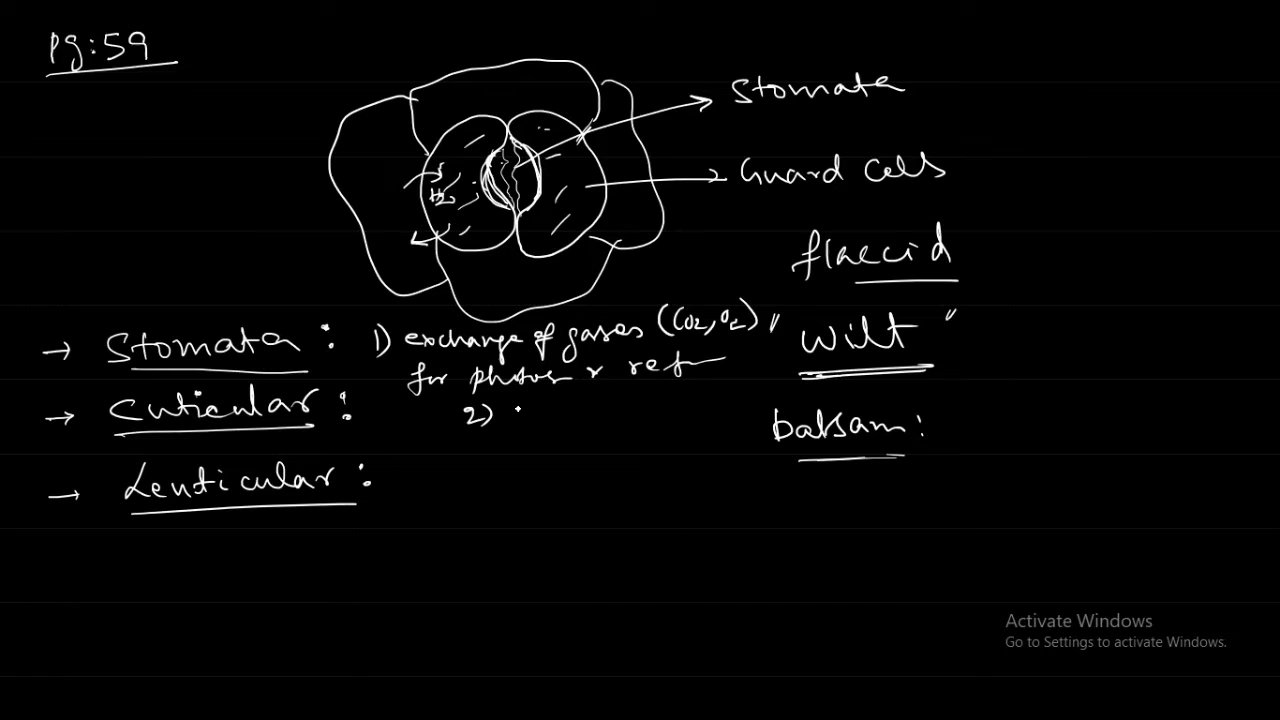 Pg:59
Stomata
Guard Cells
flaccid
→ Stomata : 1) exchange of gases (CO2, O2)
for photos &
"Wilt"
→ Cuticular :
2)
balsam:
→ Lenticular :
Activate Windows
Go to Settings to activate Windows.